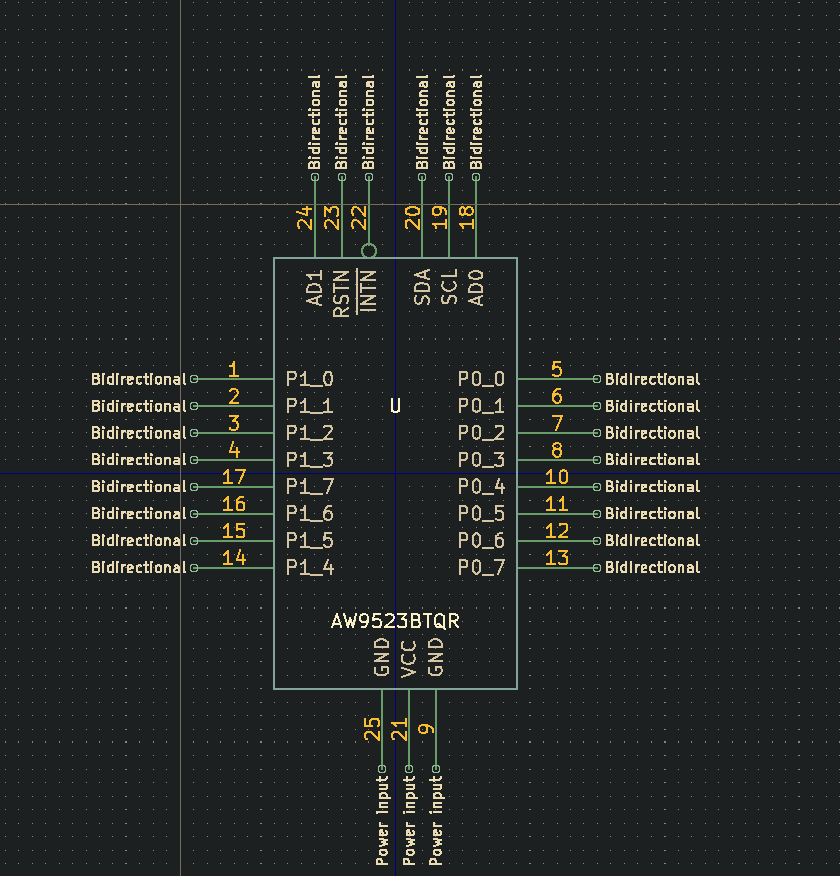 Bidirectional Bidirectional Bidirectional Bidirectional Bidirectional Bidirectional
24 23 22 20 19 18
AD1 RSTN INTN SDA SCL AD0
Bidirectional 1 P1_0 P0_0 5 Bidirectional
Bidirectional 2 P1_1 U P0_1 6 Bidirectional
Bidirectional 3 P1_2 P0_2 7 Bidirectional
Bidirectional 4 P1_3 P0_3 8 Bidirectional
Bidirectional 17 P1_7 P0_4 10 Bidirectional
Bidirectional 16 P1_6 P0_5 11 Bidirectional
Bidirectional 15 P1_5 P0_6 12 Bidirectional
Bidirectional 14 P1_4 P0_7 13 Bidirectional
AW9523BTQR
GND VCC GND
25 21 9
Power input Power input Power input